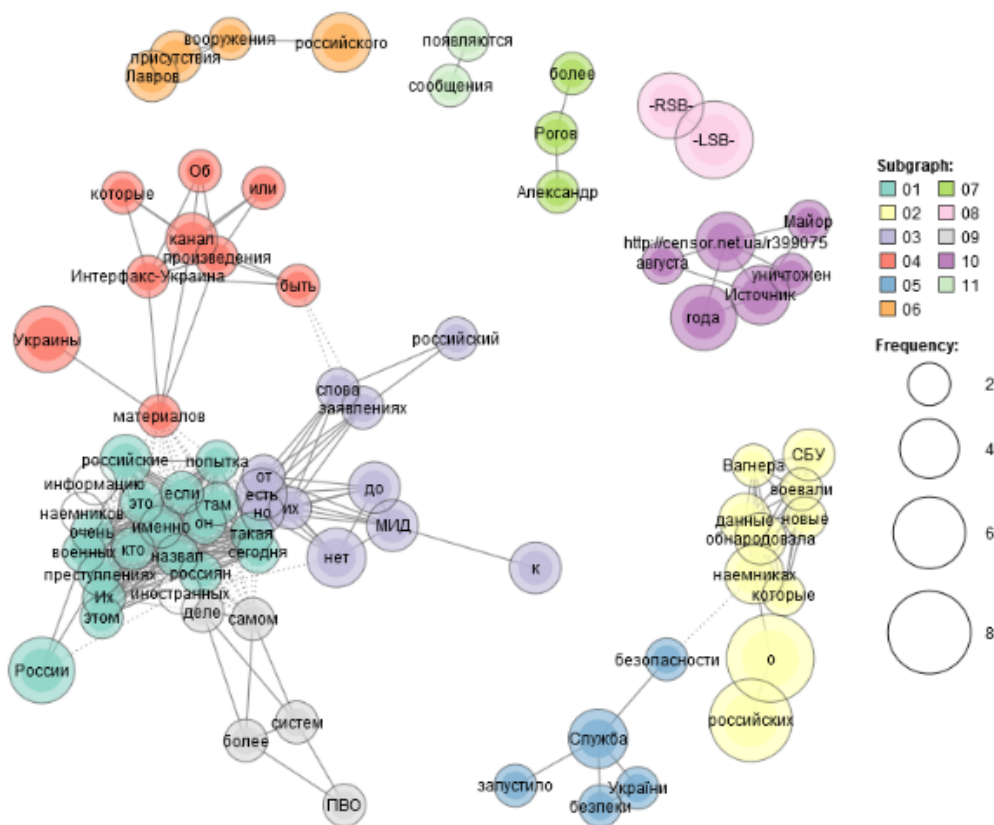 вооружения
российского
присутствия
Лавров
появляются
сообщения
более
Рогов
Александр
-RSB-
-LSB-
Об
которые
или
канал
произведения
Интерфакс-Украина
быть
Майор
http://censor.net.ua/r399075
августа
уничтожен
Источник
года
Subgraph:
01
07
02
08
03
09
04
10
05
11
06
Украины
материалов
российский
слова
заявлениях
Frequency:
2
4
6
8
российские
попытка
информацию
это
если
наемников
там
он
очень
именно
такая
военных
кто
назвал
сегодня
преступлениях
россиян
Их
иностранных
этом
деле
самом
России
от
есть
но
их
до
МИД
нет
к
систем
более
ПВО
Вагнера
СБУ
воевали
данные
новые
обнародовала
наемниках
которые
о
российских
безопасности
Служба
запустило
Україны
безпеки